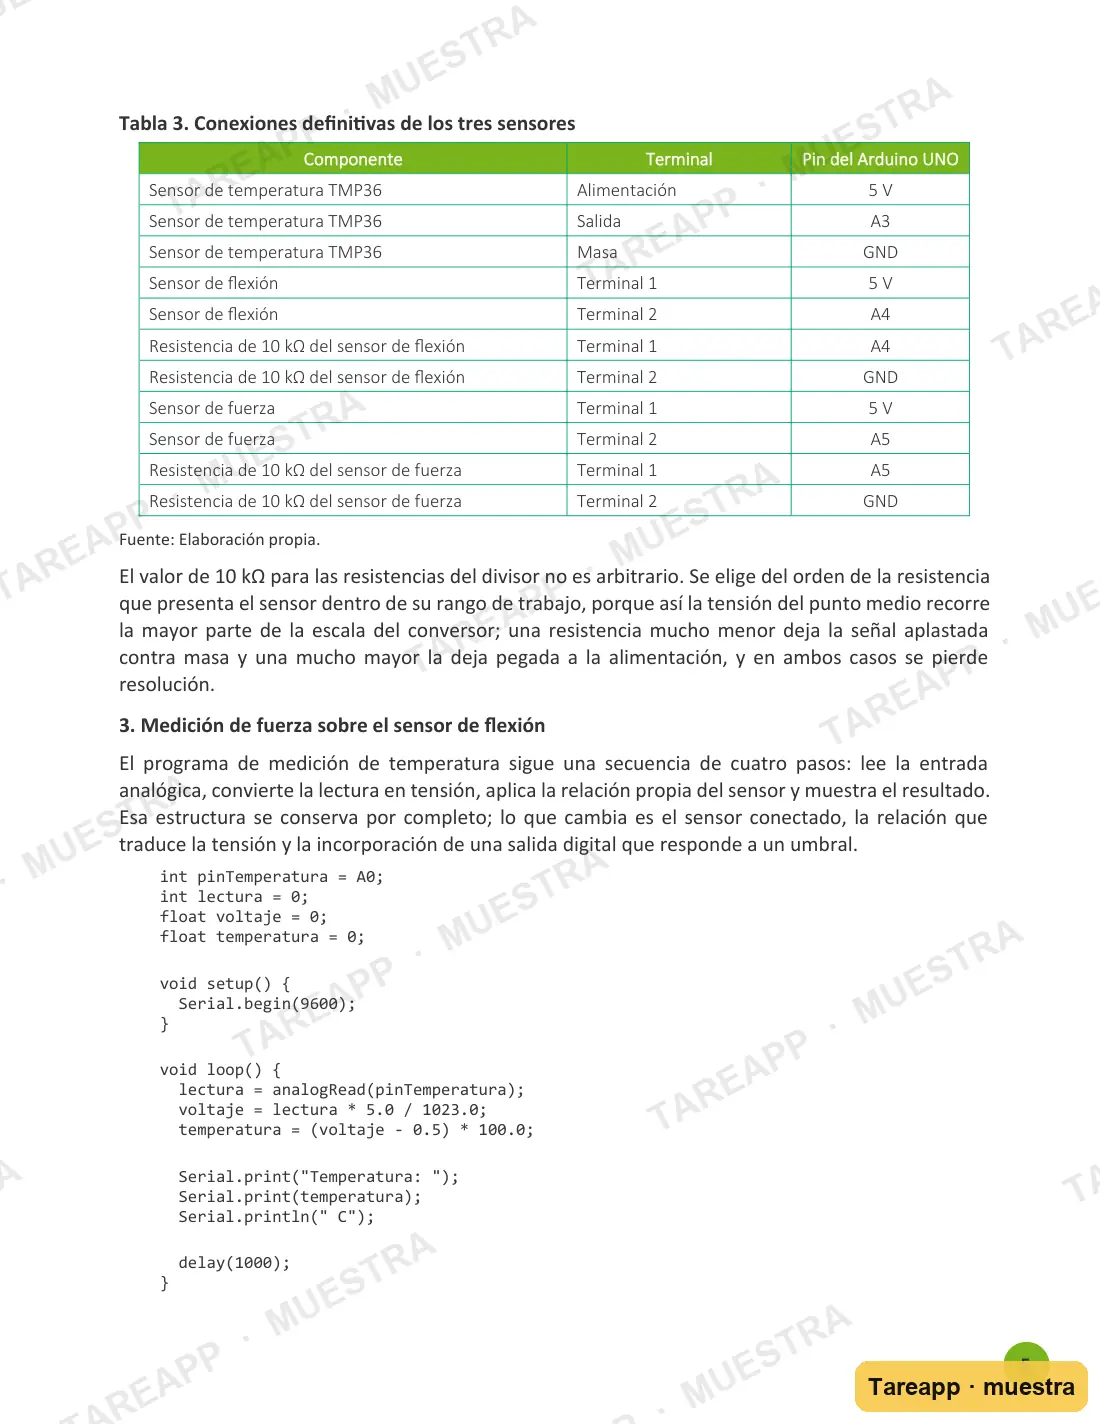 Tabla 3. Conexiones definitivas de los tres sensores
Componente Terminal Pin del Arduino UNO
Sensor de temperatura TMP36 Alimentación 5 V
Sensor de temperatura TMP36 Salida A3
Sensor de temperatura TMP36 Masa GND
Sensor de flexión Terminal 1 5 V
Sensor de flexión Terminal 2 A4
Resistencia de 10 kΩ del sensor de flexión Terminal 1 A4
Resistencia de 10 kΩ del sensor de flexión Terminal 2 GND
Sensor de fuerza Terminal 1 5 V
Sensor de fuerza Terminal 2 A5
Resistencia de 10 kΩ del sensor de fuerza Terminal 1 A5
Resistencia de 10 kΩ del sensor de fuerza Terminal 2 GND
Fuente: Elaboración propia.
El valor de 10 kΩ para las resistencias del divisor no es arbitrario. Se elige del orden de la resistencia
que presenta el sensor dentro de su rango de trabajo, porque así la tensión del punto medio recorre
la mayor parte de la escala del conversor; una resistencia mucho menor deja la señal aplastada
contra masa y una mucho mayor la deja pegada a la alimentación, y en ambos casos se pierde
resolución.
3. Medición de fuerza sobre el sensor de flexión
El programa de medición de temperatura sigue una secuencia de cuatro pasos: lee la entrada
analógica, convierte la lectura en tensión, aplica la relación propia del sensor y muestra el resultado.
Esa estructura se conserva por completo; lo que cambia es el sensor conectado, la relación que
traduce la tensión y la incorporación de una salida digital que responde a un umbral.
int pinTemperatura = A0;
int lectura = 0;
float voltaje = 0;
float temperatura = 0;
void setup() {
Serial.begin(9600);
}
void loop() {
lectura = analogRead(pinTemperatura);
voltaje = lectura * 5.0 / 1023.0;
temperatura = (voltaje - 0.5) * 100.0;
Serial.print("Temperatura: ");
Serial.print(temperatura);
Serial.println(" C");
delay(1000);
}
Tareapp · muestra
TAREAPP · MUESTRA